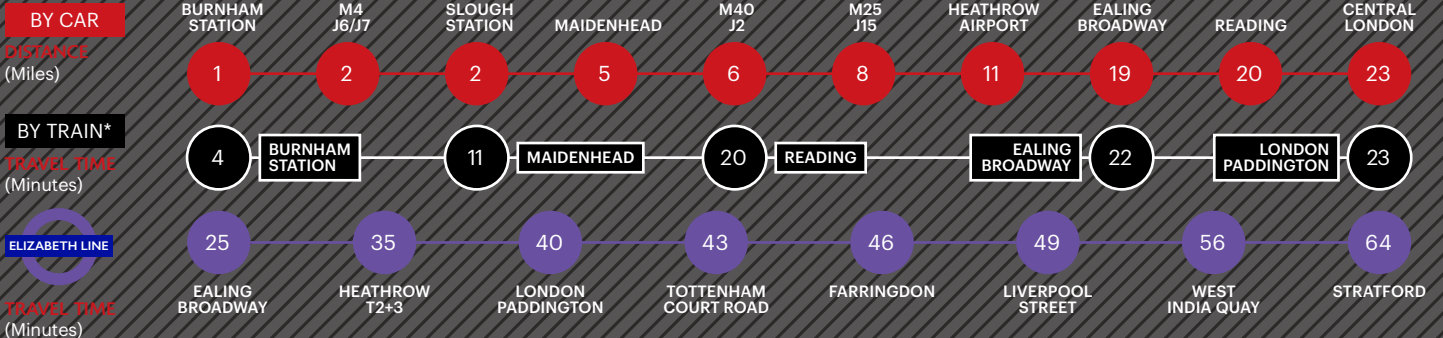 BY CAR
DISTANCE
(Miles)
BURNHAM
STATION
M4
J6/J7
SLOUGH
STATION
MAIDENHEAD
M40
J2
M25
J15
HEATHROW
AIRPORT
EALING
BROADWAY
READING
CENTRAL
LONDON
1
2
2
5
6
8
11
19
20
23
BY TRAIN*
TRAVEL TIME
(Minutes)
4
BURNHAM
STATION
11
MAIDENHEAD
20
READING
EALING
BROADWAY
22
LONDON
PADDINGTON
23
ELIZABETH LINE
TRAVEL TIME
(Minutes)
25
35
40
43
46
49
56
64
EALING
BROADWAY
HEATHROW
T2+3
LONDON
PADDINGTON
TOTTENHAM
COURT ROAD
FARRINGDON
LIVERPOOL
STREET
WEST
INDIA QUAY
STRATFORD